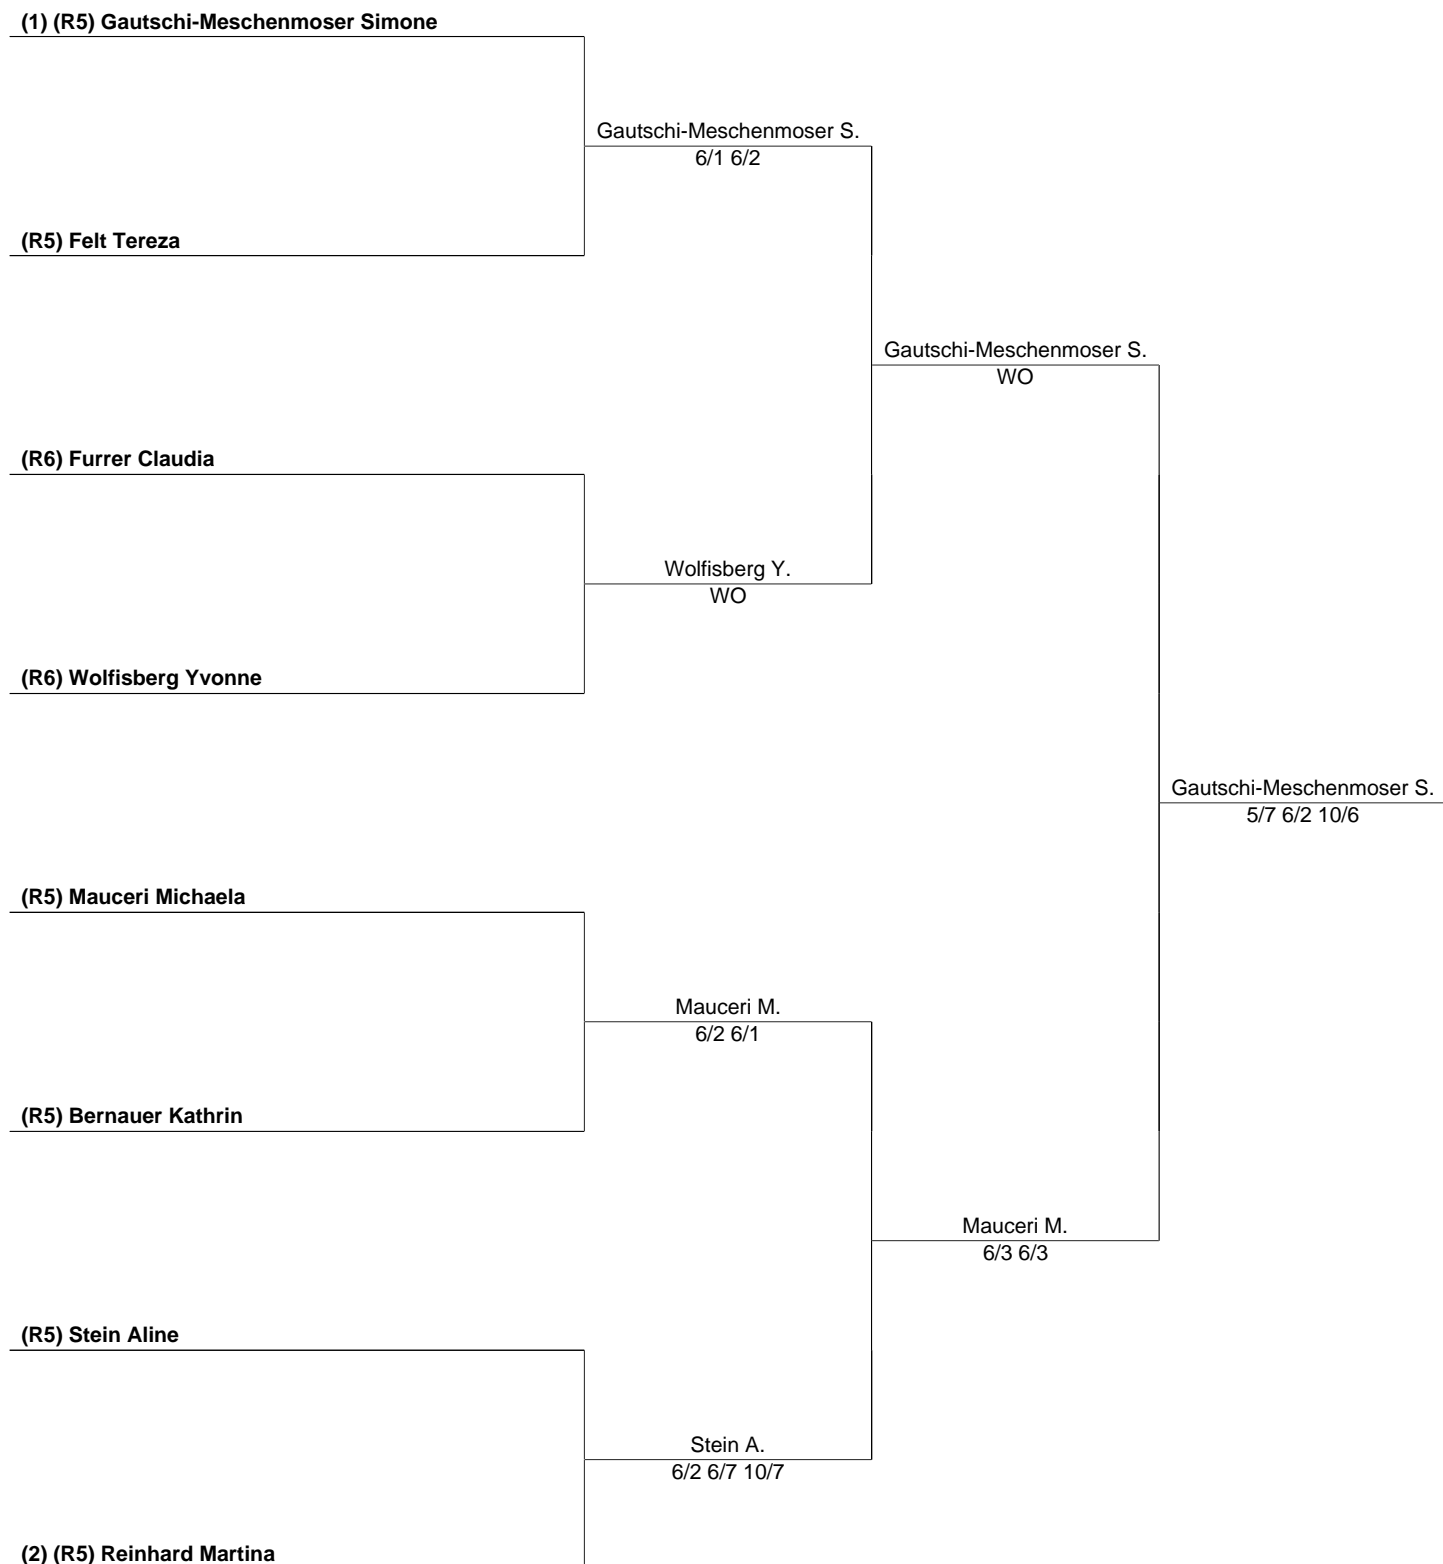 (1) (R5) Gautschi-Meschenmoser Simone
Gautschi-Meschenmoser S.
6/1 6/2
(R5) Felt Tereza
Gautschi-Meschenmoser S.
WO
(R6) Furrer Claudia
Wolfisberg Y.
WO
(R6) Wolfisberg Yvonne
Gautschi-Meschenmoser S.
5/7 6/2 10/6
(R5) Mauceri Michaela
Mauceri M.
6/2 6/1
(R5) Bernauer Kathrin
Mauceri M.
6/3 6/3
(R5) Stein Aline
Stein A.
6/2 6/7 10/7
(2) (R5) Reinhard Martina